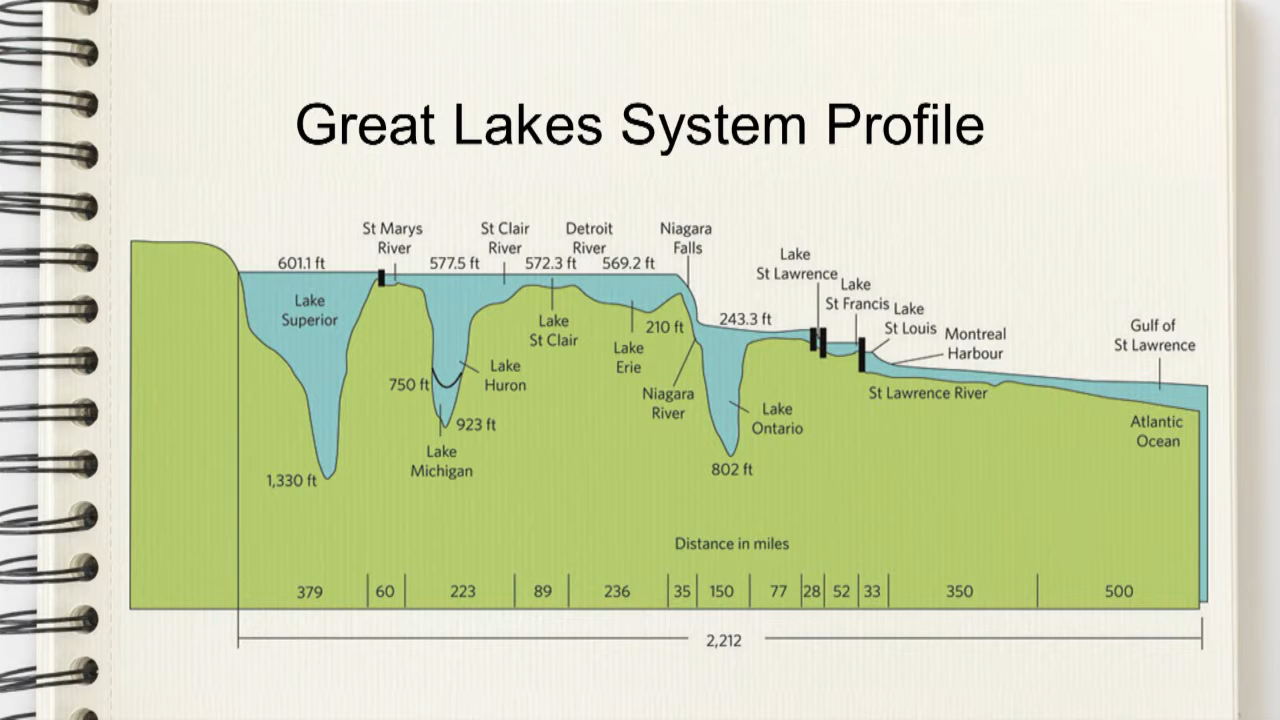 Great Lakes System Profile
St Marys
River
St Clair
River
Detroit
River
Niagara
Falls
601.1 ft
577.5 ft
572.3 ft
569.2 ft
Lake
St Lawrence
Lake
St Francis
Lake
St Louis
Montreal
Harbour
Gulf of
St Lawrence
Lake
Superior
Lake
St Clair
210 ft
243.3 ft
Lake
Erie
Lake
Huron
750 ft
923 ft
Niagara
River
Lake
Ontario
St Lawrence River
Atlantic
Ocean
Lake
Michigan
1,330 ft
802 ft
Distance in miles
379 60 223 89 236 35 150 77 28 52 33 350 500
2,212